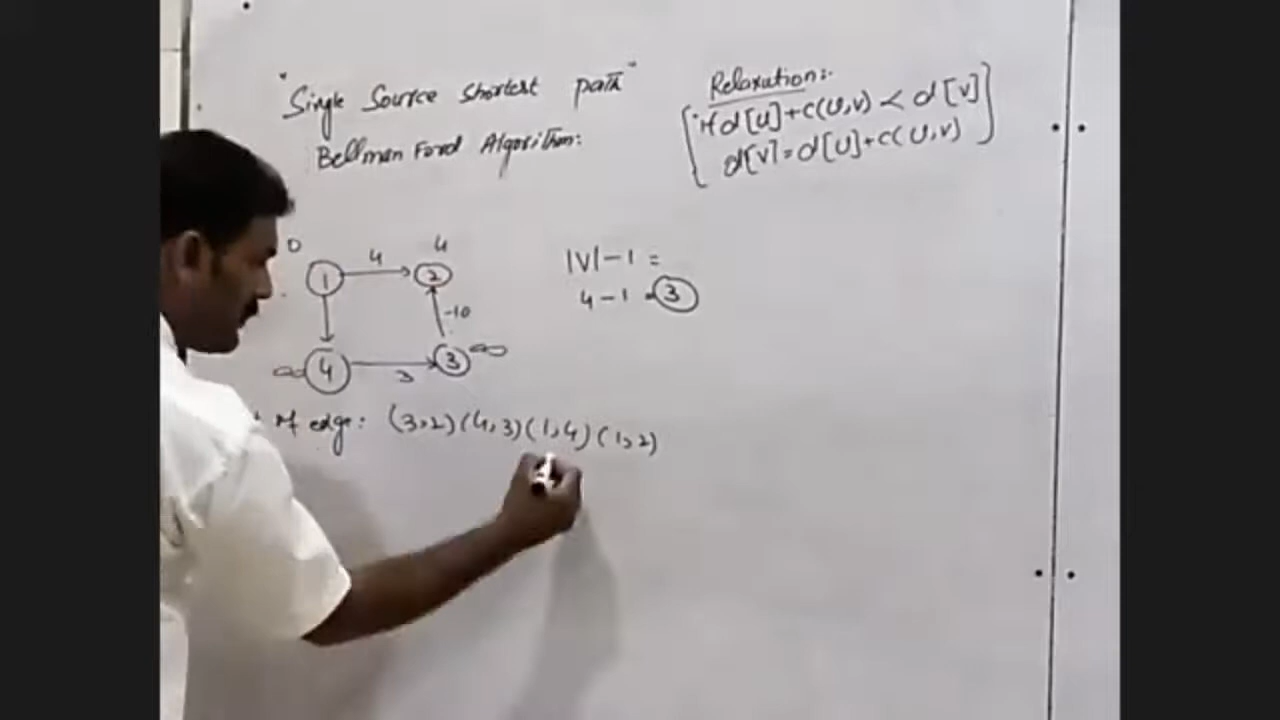 "Single Source Shortest path"
Bellman Ford Algorithm:
Relaxation:-
If d[U]+c(U,V) < d[V]
d[V]=d[U]+c(U,V)
0
4
4
1
2
-10
∞
4
3
∞
3
|V|-1 =
4-1 = 3
of edge: (3,2)(4,3)(1,4)(1,2)